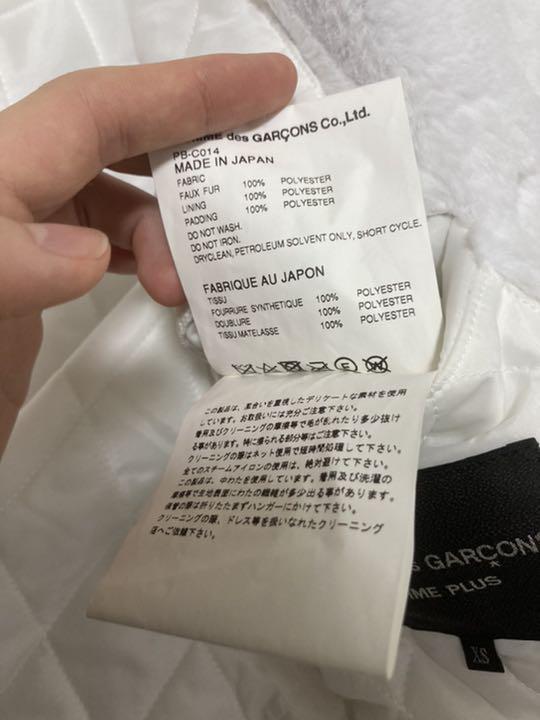 MME des GARÇONS Co.,Ltd.
PB-C014
MADE IN JAPAN
FABRIC
FAUX FUR 100% POLYESTER
LINING 100% POLYESTER
PADDING 100% POLYESTER
DO NOT WASH.
DO NOT IRON.
DRYCLEAN, PETROLEUM SOLVENT ONLY, SHORT CYCLE.
FABRIQUE AU JAPON
TISSU
FOURRURE SYNTHETIQUE 100% POLYESTER
DOUBLURE 100% POLYESTER
TISSU MATELASSE 100% POLYESTER
E W
この製品は、風合いを重視したデリケートな素材を使用
しています。お取扱いには充分ご注意下さい。
着用及びクリーニングの摩擦等で毛が乱れたり多少抜け
る事があります。特に擦られる部分等はご注意下さい。
クリーニングの際はネット使用で短時間処理して下さい。
全てのスチームアイロンの使用は、絶対避けて下さい。
この製品は、中わたを使用しています。着用及び洗濯の
摩擦等で生地表面にわたの繊維が多少出る事があります。
保管の際は折りたたまずハンガーにかけて下さい。
クリーニングの際、ドレス等を扱いなれたクリーニング
店へご依頼下さい。
s GARÇONS
ME PLUS
XS